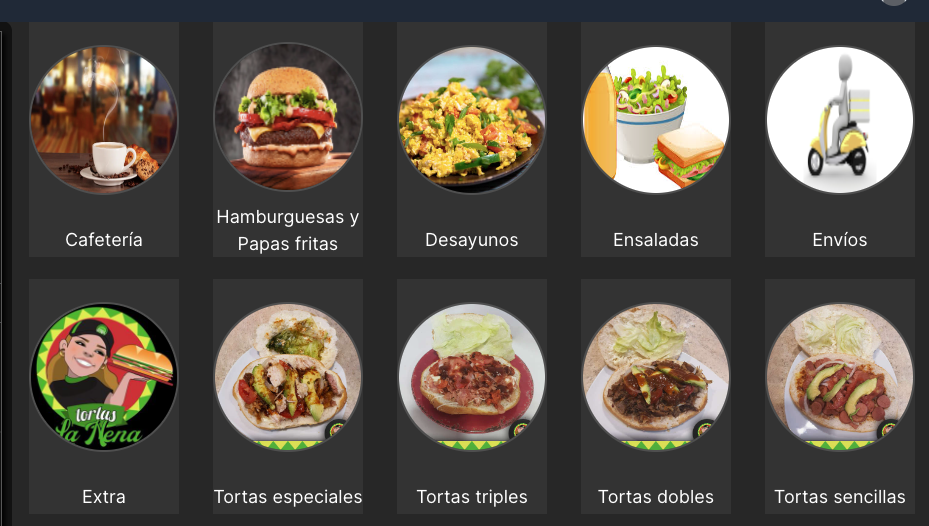 Cafetería
Hamburguesas y
Papas fritas
Desayunos
Ensaladas
Envíos
tortas
La Nena
Extra
Tortas especiales
Tortas triples
Tortas dobles
Tortas sencillas